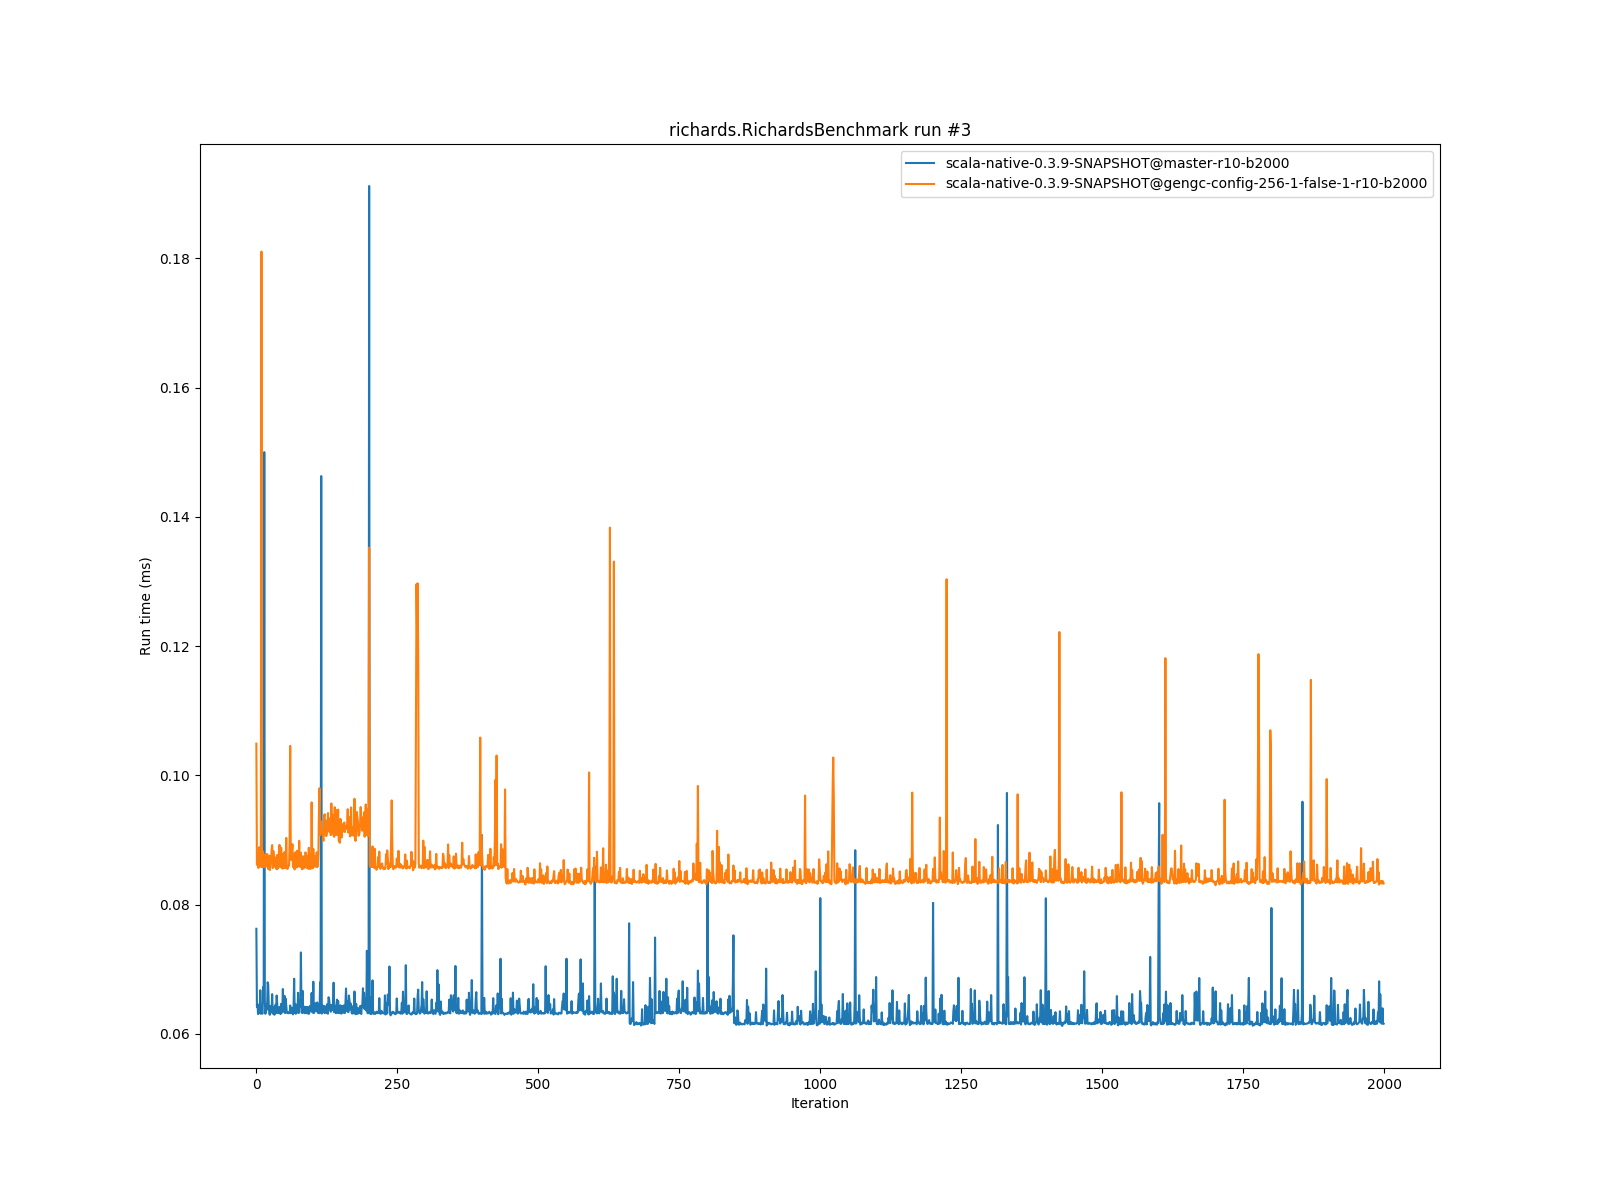 richards.RichardsBenchmark run #3
scala-native-0.3.9-SNAPSHOT@master-r10-b2000
scala-native-0.3.9-SNAPSHOT@gengc-config-256-1-false-1-r10-b2000
Run time (ms)
0.18
0.16
0.14
0.12
0.10
0.08
0.06
0 250 500 750 1000 1250 1500 1750 2000
Iteration